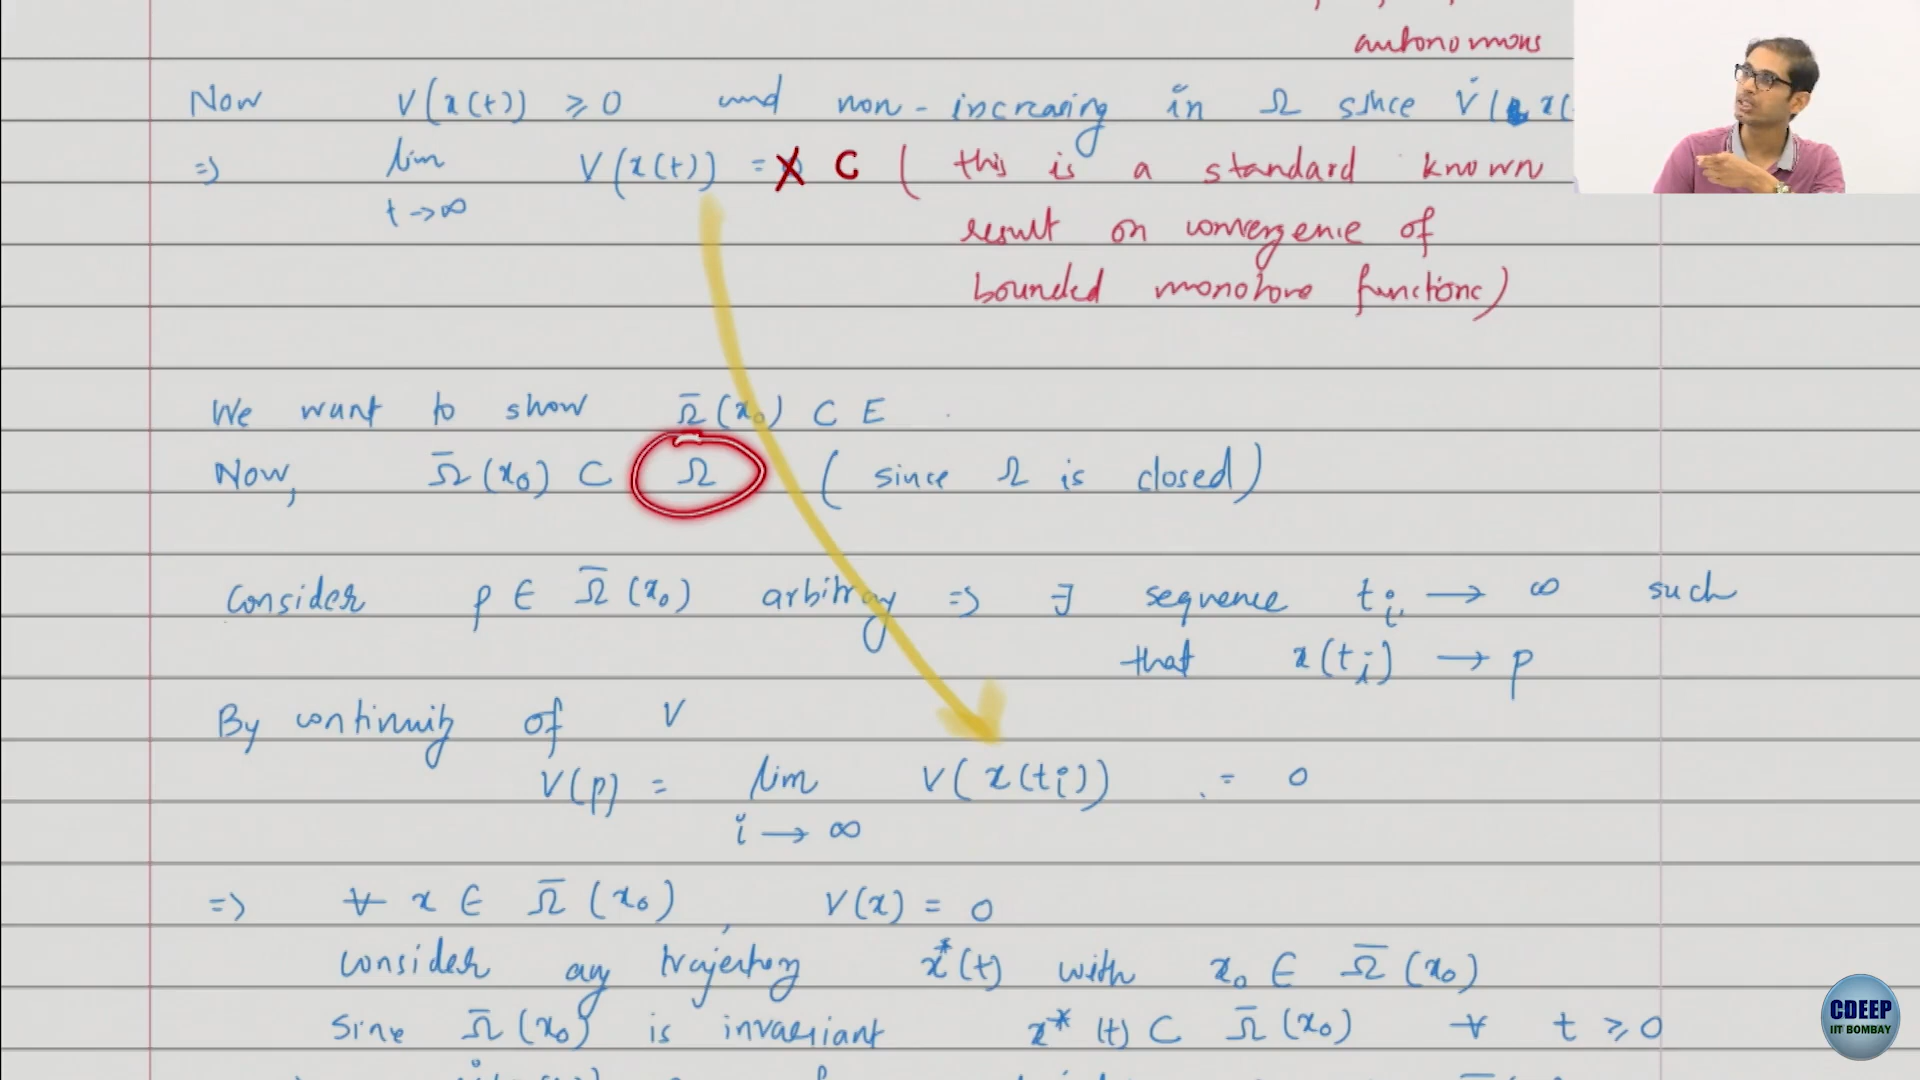 autonomous
Now V(x(t)) ⩾ 0 and non-increasing in Ω since V̇( x(
=> lim V(x(t)) = C ( this is a standard known
t→∞
result on convergenie of
bounded monotone functions)
We want to show Ω̄(x₀) ⊂ E
Now, Ω̄(x₀) ⊂ Ω ( since Ω is closed)
Consider p ∈ Ω̄(x₀) arbitray => ∃ sequence tᵢ → ∞ such
that x(tᵢ) → p
By continuity of V
V(p) = lim V(x(tᵢ)) = 0
i → ∞
=> ∀ x ∈ Ω̄(x₀), V(x) = 0
consider any trajectory x*(t) with x₀ ∈ Ω̄(x₀)
Sine Ω̄(x₀) is invariant x*(t) ⊂ Ω̄(x₀) ∀ t ⩾ 0
CDEEP
IIT BOMBAY